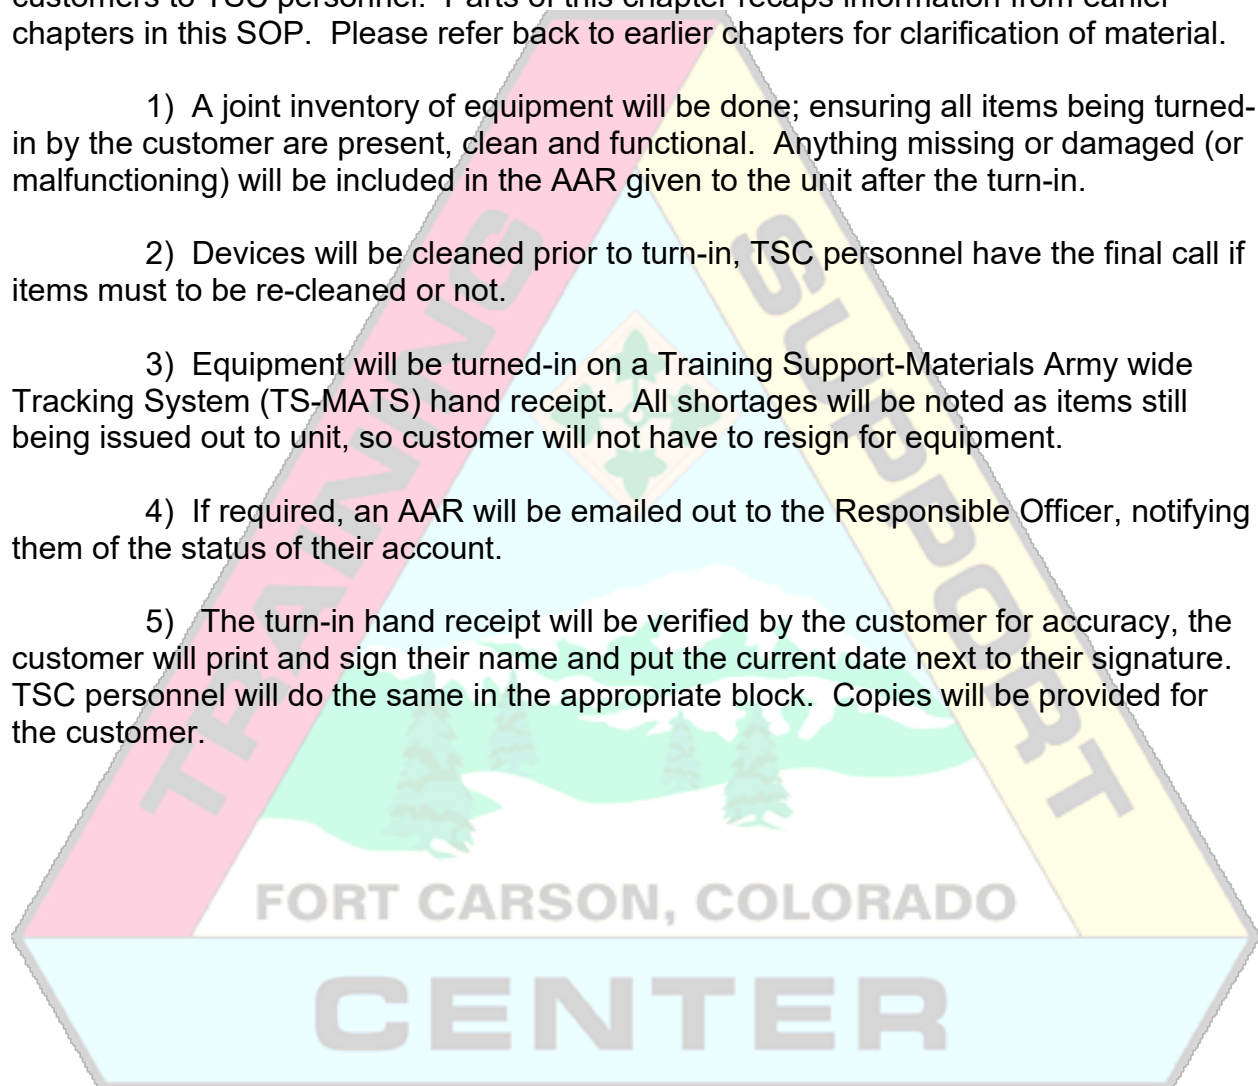 customers to TSC personnel. Parts of this chapter recaps information from earlier
chapters in this SOP. Please refer back to earlier chapters for clarification of material.
1) A joint inventory of equipment will be done; ensuring all items being turned-
in by the customer are present, clean and functional. Anything missing or damaged (or
malfunctioning) will be included in the AAR given to the unit after the turn-in.
2) Devices will be cleaned prior to turn-in, TSC personnel have the final call if
items must to be re-cleaned or not.
3) Equipment will be turned-in on a Training Support-Materials Army wide
Tracking System (TS-MATS) hand receipt. All shortages will be noted as items still
being issued out to unit, so customer will not have to resign for equipment.
4) If required, an AAR will be emailed out to the Responsible Officer, notifying
them of the status of their account.
5) The turn-in hand receipt will be verified by the customer for accuracy, the
customer will print and sign their name and put the current date next to their signature.
TSC personnel will do the same in the appropriate block. Copies will be provided for
the customer.
TRAINING
SUPPORT
FORT CARSON, COLORADO
CENTER